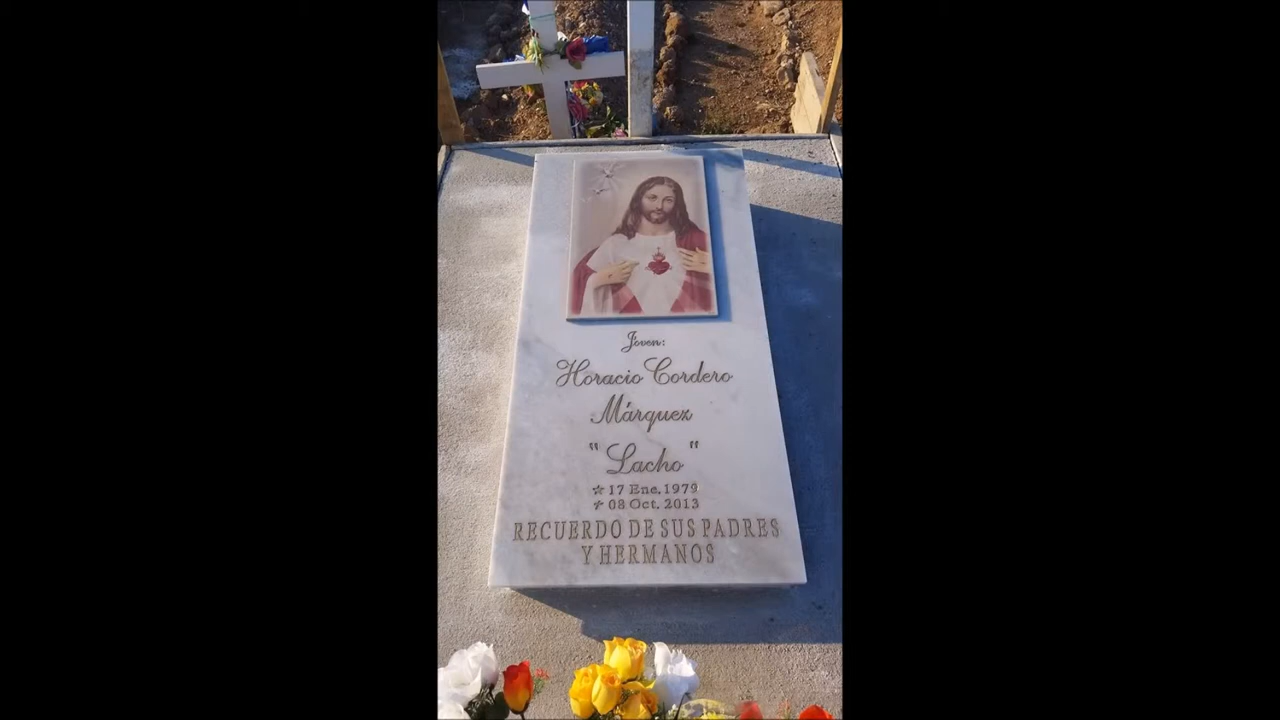 Joven:
Horacio Cordero
Márquez
"Lacho"
☆ 17 Ene. 1979
✝ 08 Oct. 2013
RECUERDO DE SUS PADRES
Y HERMANOS